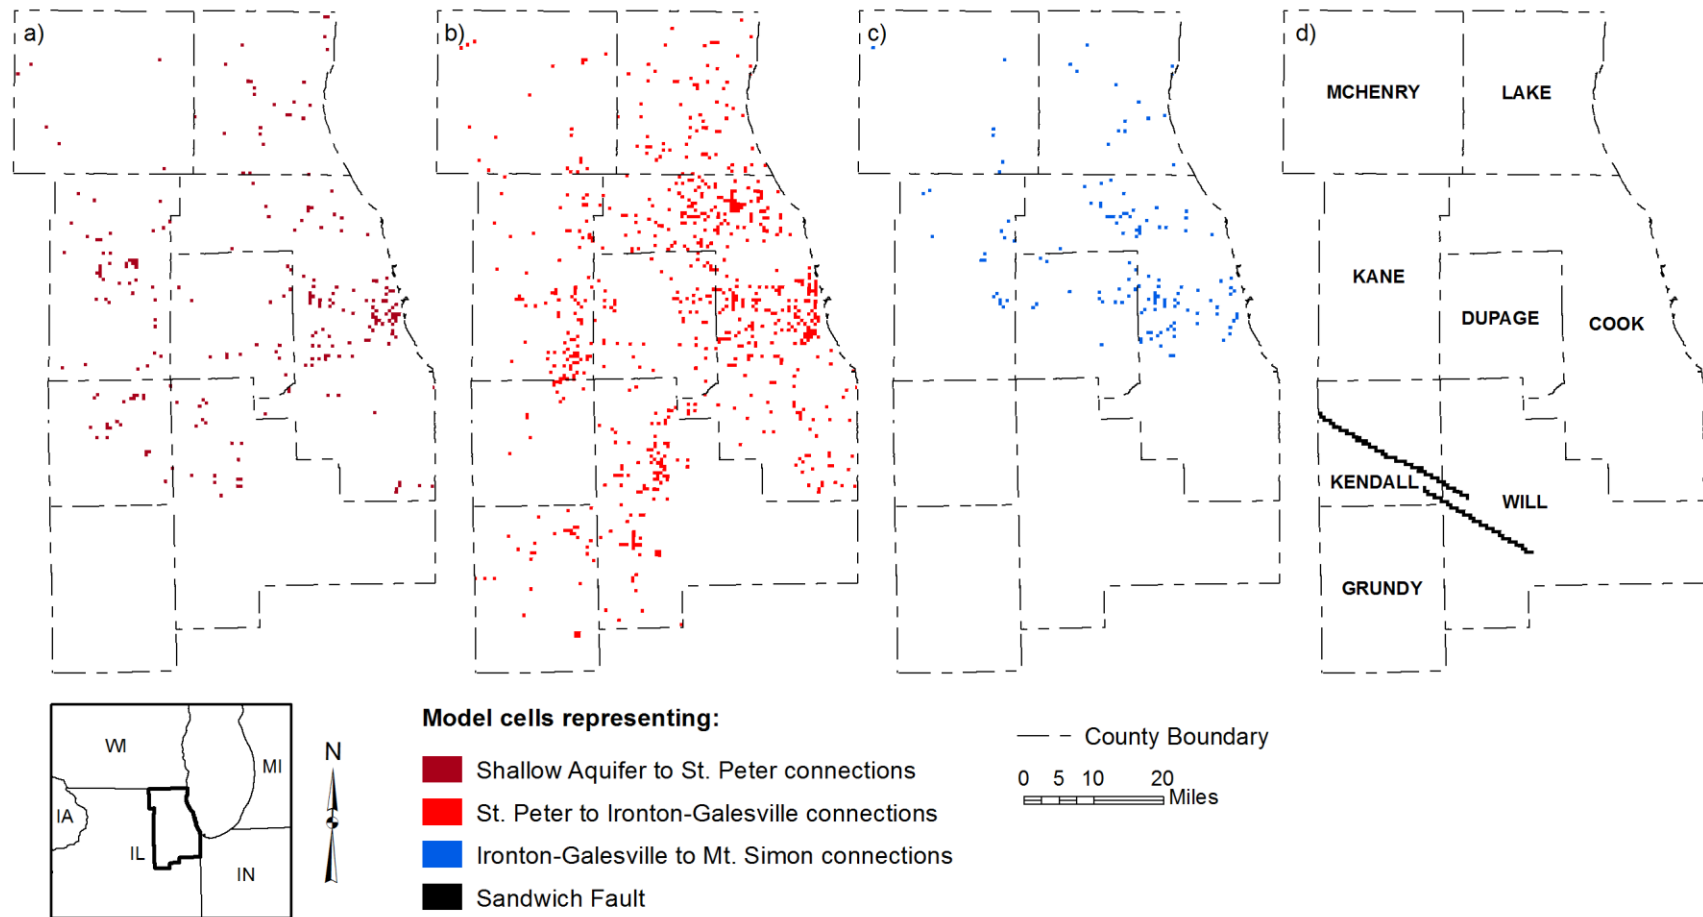 a)
b)
c)
d)
MCHENRY
LAKE
KANE
DUPAGE
COOK
KENDALL
WILL
GRUNDY
WI
MI
IA
IL
IN
N
Model cells representing:
Shallow Aquifer to St. Peter connections
St. Peter to Ironton-Galesville connections
Ironton-Galesville to Mt. Simon connections
Sandwich Fault
County Boundary
0 5 10 20
Miles